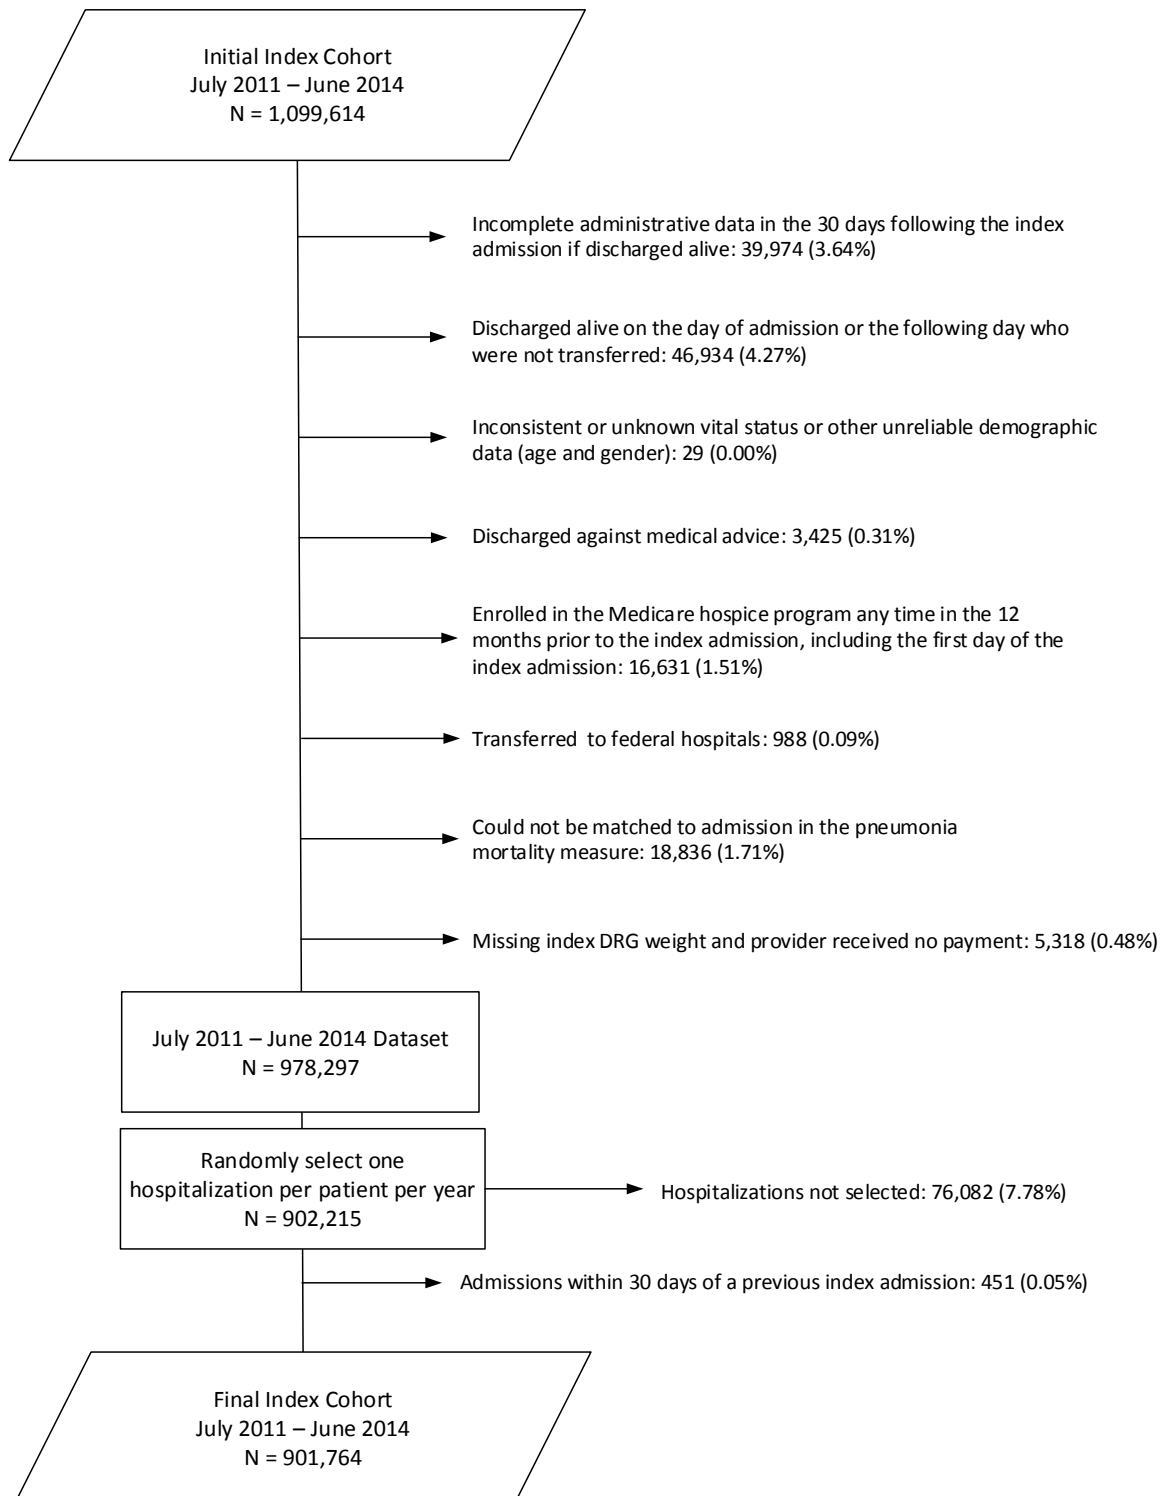 Initial Index Cohort
July 2011 – June 2014
N = 1,099,614
Incomplete administrative data in the 30 days following the index
admission if discharged alive: 39,974 (3.64%)
Discharged alive on the day of admission or the following day who
were not transferred: 46,934 (4.27%)
Inconsistent or unknown vital status or other unreliable demographic
data (age and gender): 29 (0.00%)
Discharged against medical advice: 3,425 (0.31%)
Enrolled in the Medicare hospice program any time in the 12
months prior to the index admission, including the first day of the
index admission: 16,631 (1.51%)
Transferred to federal hospitals: 988 (0.09%)
Could not be matched to admission in the pneumonia
mortality measure: 18,836 (1.71%)
Missing index DRG weight and provider received no payment: 5,318 (0.48%)
July 2011 – June 2014 Dataset
N = 978,297
Randomly select one
hospitalization per patient per year
N = 902,215
Hospitalizations not selected: 76,082 (7.78%)
Admissions within 30 days of a previous index admission: 451 (0.05%)
Final Index Cohort
July 2011 – June 2014
N = 901,764